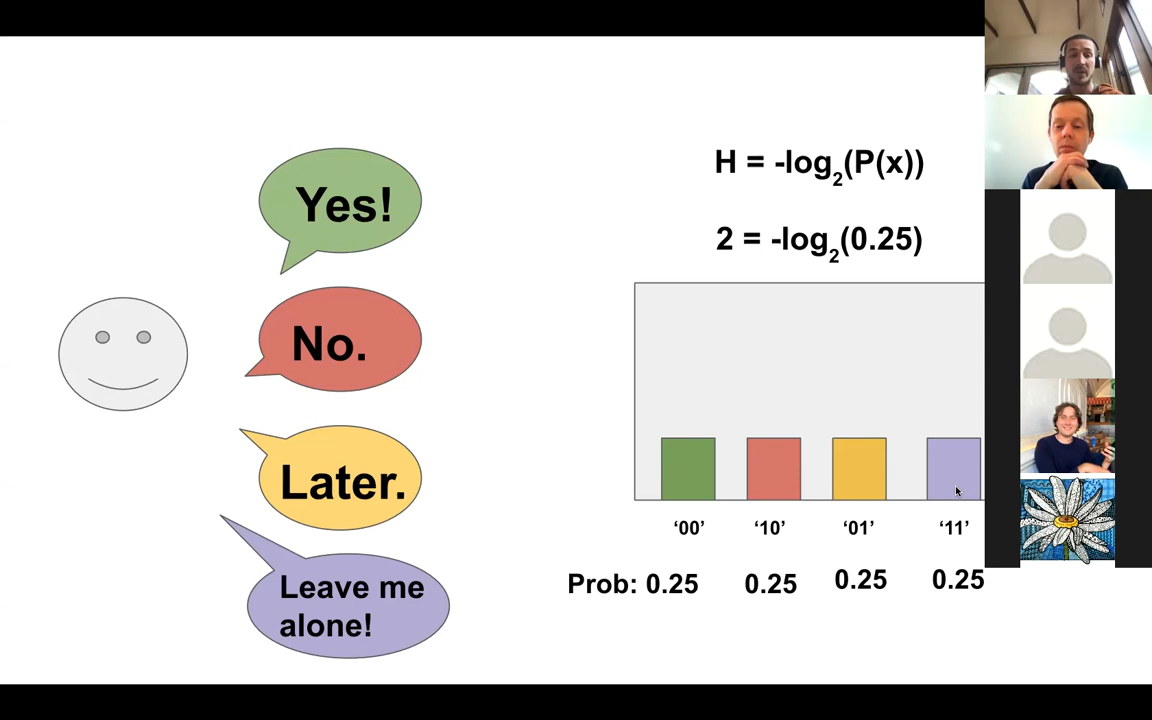 Yes!
No.
Later.
Leave me
alone!
H = -log₂(P(x))
2 = -log₂(0.25)
‘00’ ‘10’ ‘01’ ‘11’
Prob: 0.25 0.25 0.25 0.25